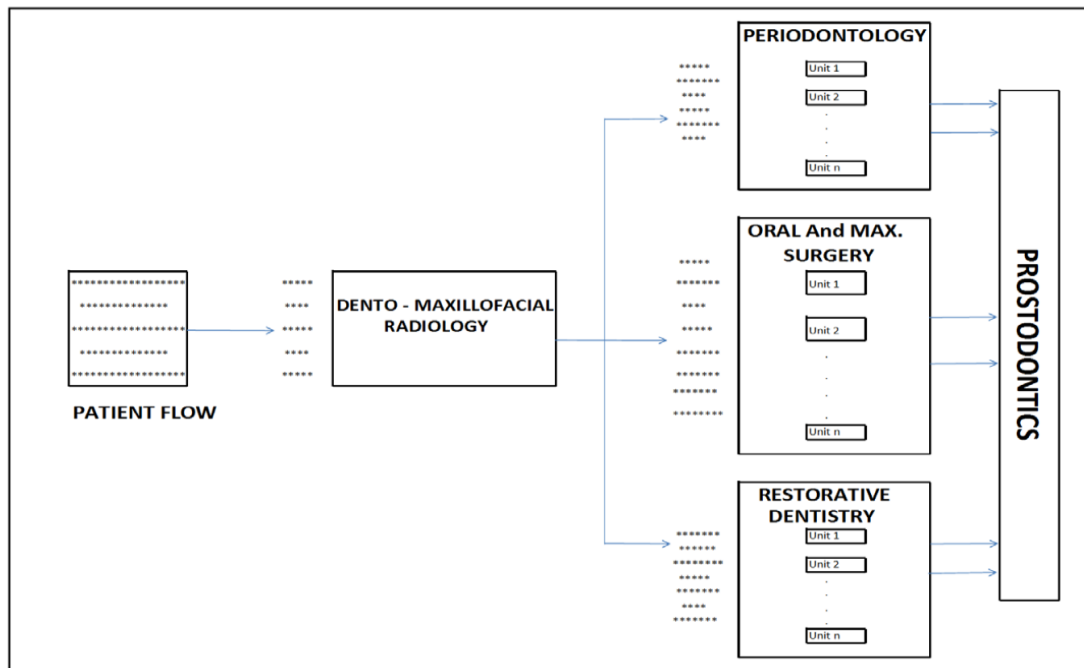 *****************
**************
*****************
**************
*****************
PATIENT FLOW
*****
****
*****
****
*****
DENTO - MAXILLOFACIAL
RADIOLOGY
*****
*******
****
*****
*******
****
PERIODONTOLOGY
Unit 1
Unit 2
.
.
.
Unit n
*****
*******
****
*****
*******
*******
*******
********
ORAL And MAX.
SURGERY
Unit 1
Unit 2
.
.
.
.
Unit n
*******
******
********
*****
*******
****
*******
RESTORATIVE
DENTISTRY
Unit 1
Unit 2
.
.
.
Unit n
PROSTODONTICS